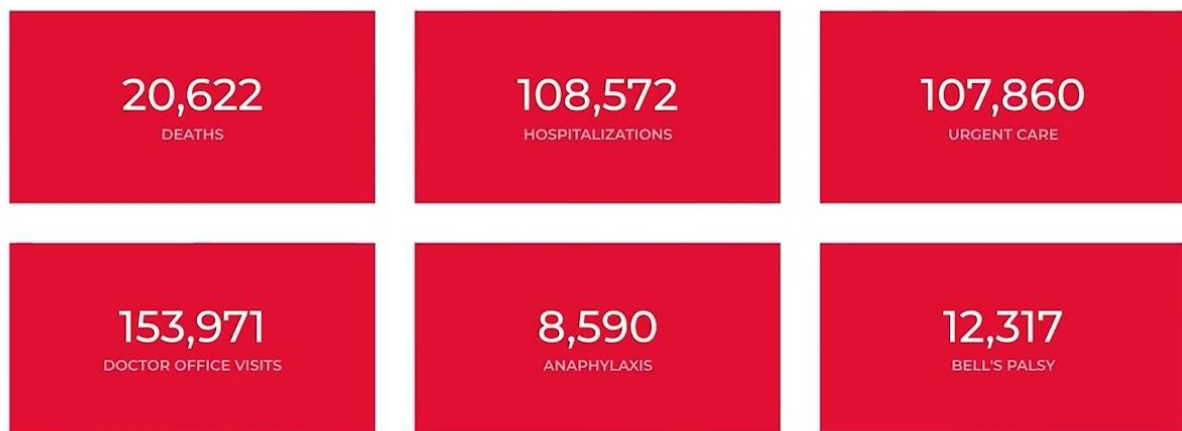 20,622
DEATHS
108,572
HOSPITALIZATIONS
107,860
URGENT CARE
153,971
DOCTOR OFFICE VISITS
8,590
ANAPHYLAXIS
12,317
BELL'S PALSY